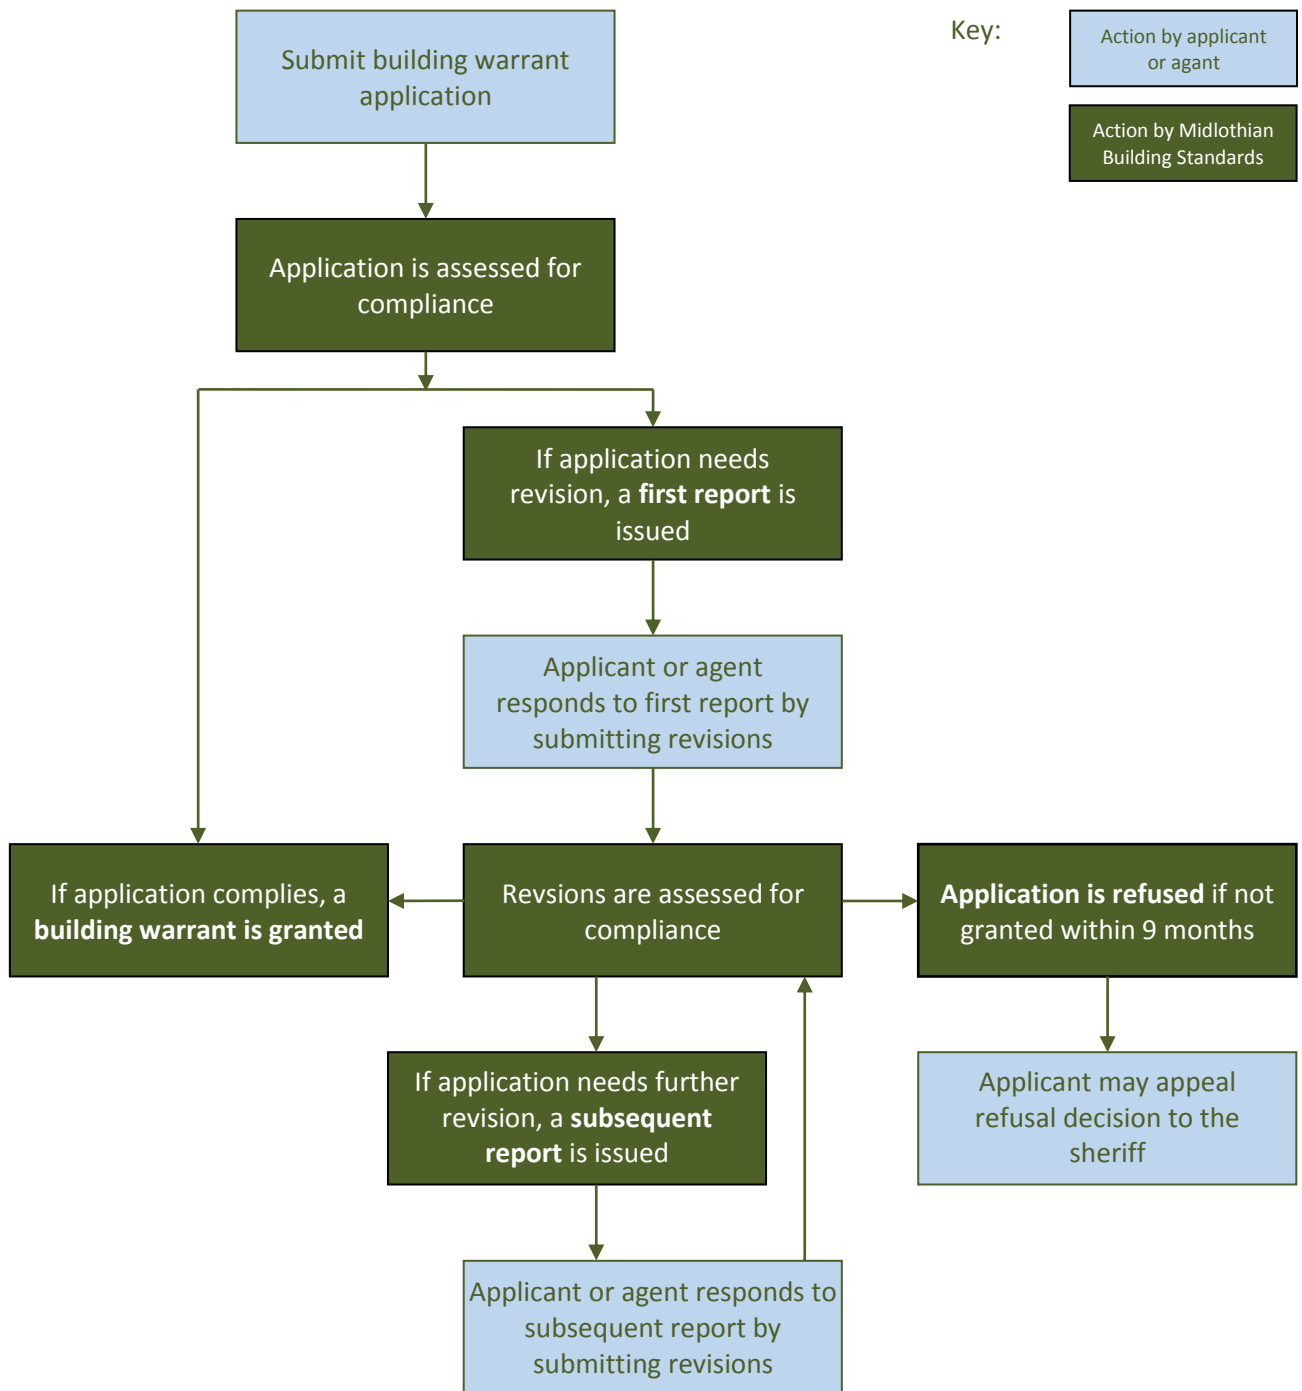 Submit building warrant
application
Key:
Action by applicant
or agant
Action by Midlothian
Building Standards
Application is assessed for
compliance
If application needs
revision, a first report is
issued
Applicant or agent
responds to first report by
submitting revisions
If application complies, a
building warrant is granted
Revsions are assessed for
compliance
Application is refused if not
granted within 9 months
If application needs further
revision, a subsequent
report is issued
Applicant may appeal
refusal decision to the
sheriff
Applicant or agent responds to
subsequent report by
submitting revisions